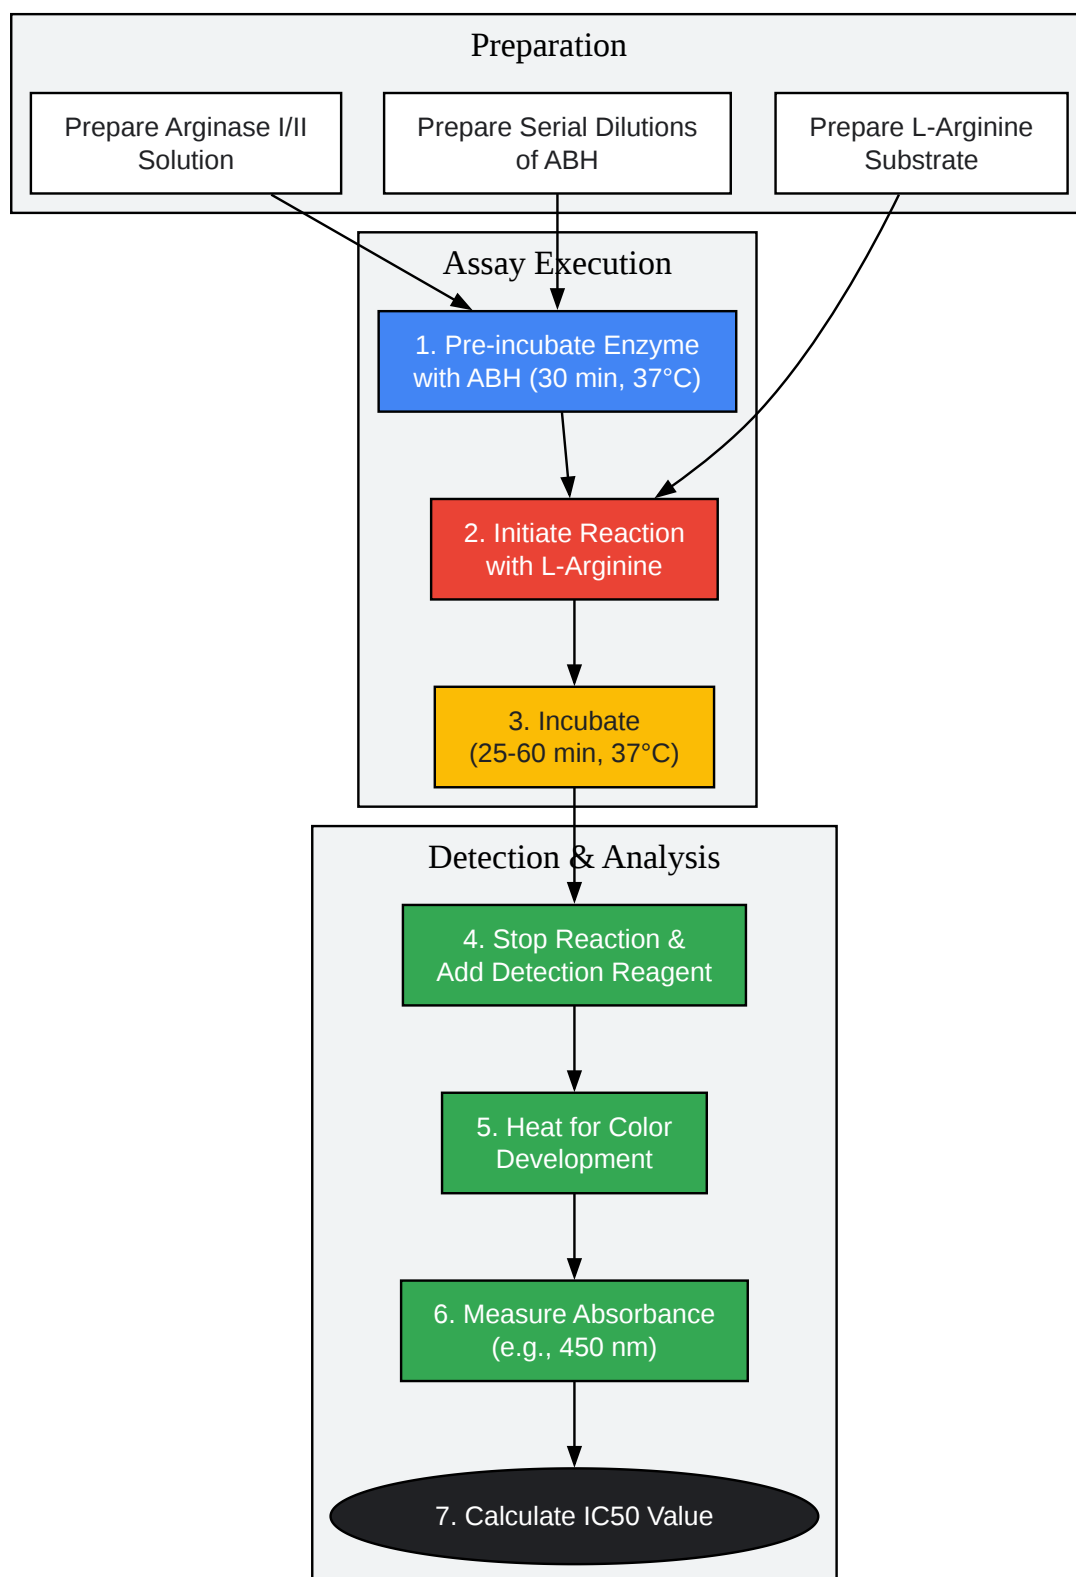 Preparation
Prepare Arginase I/II
Solution
Prepare Serial Dilutions
of ABH
Prepare L-Arginine
Substrate
Assay Execution
1. Pre-incubate Enzyme
with ABH (30 min, 37°C)
2. Initiate Reaction
with L-Arginine
3. Incubate
(25-60 min, 37°C)
Detection & Analysis
4. Stop Reaction &
Add Detection Reagent
5. Heat for Color
Development
6. Measure Absorbance
(e.g., 450 nm)
7. Calculate IC50 Value